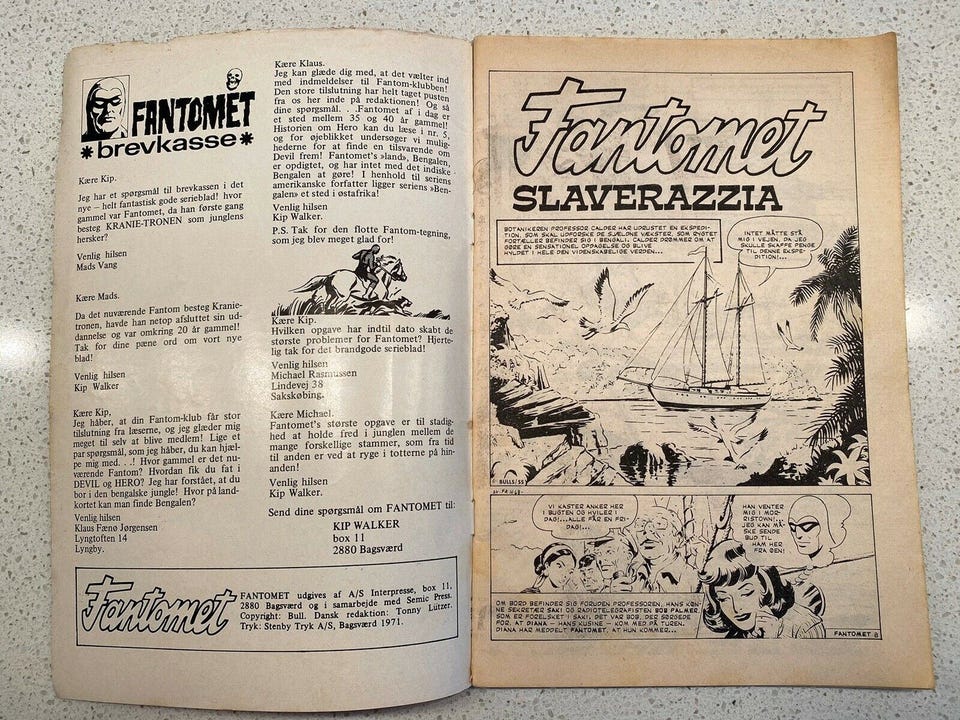 FANTOMET
*brevkasse*
Kære Kip.
Jeg har et spørgsmål til brevkassen i det
nye – helt fantastisk gode serieblad! hvor
gammel var Fantomet, da han første gang
besteg KRANIE-TRONEN som junglens
hersker?
Venlig hilsen
Mads Vang
Kære Mads.
Da det nuværende Fantom besteg Kranie-
tronen, havde han netop afsluttet sin ud-
dannelse og var omkring 20 år gammel!
Tak for dine pæne ord om vort nye
blad!
Venlig hilsen
Kip Walker
Kære Kip,
Jeg håber, at din Fantom-klub får stor
tilslutning fra læserne, og jeg glæder mig
meget til selv at blive medlem! Lige et
par spørgsmål, som jeg håber, du kan hjæl-
pe mig med. . .! Hvor gammel er det nu-
værende Fantom? Hvordan fik du fat i
DEVIL og HERO? Jeg har forstået, at du
bor i den bengalske jungle! Hvor på land-
kortet kan man finde Bengalen?
Venlig hilsen
Klaus Fænø Jørgensen
Lyngtoften 14
Lyngby.
Kære Klaus.
Jeg kan glæde dig med, at det vælter ind
med indmeldelser til Fantom-klubben!
Den store tilslutning har helt taget pusten
fra os her inde på redaktionen! Og så
dine spørgsmål. . . Fantomet af i dag er
et sted mellem 35 og 40 år gammel!
Historien om Hero kan du læse i nr. 5,
og for øjeblikket undersøger vi mulig-
hederne for at finde en tilsvarende om
Devil frem! Fantomet's »land», Bengalen,
er opdigtet, og har intet med det indiske
Bengalen at gøre! I henhold til seriens
amerikanske forfatter ligger seriens »Ben-
galen» et sted i østafrika!
Venlig hilsen
Kip Walker.
P.S. Tak for den flotte Fantom-tegning,
som jeg blev meget glad for!
Kære Kip.
Hvilken opgave har indtil dato skabt de
største problemer for Fantomet? Hjerte-
lig tak for det brandgode serieblad!
Venlig hilsen
Michael Rasmussen
Lindevej 38
Sakskøbing.
Kære Michael.
Fantomet's største opgave er til stadig-
hed at holde fred i junglen mellem de
mange forskellige stammer, som fra tid
til anden er ved at ryge i totterne på hin-
anden!
Venlig hilsen
Kip Walker.
Send dine spørgsmål om FANTOMET til:
KIP WALKER
box 11
2880 Bagsværd
Fantomet
FANTOMET udgives af A/S Interpresse, box 11,
2880 Bagsværd og i samarbejde med Semic Press.
Copyright: Bull. Dansk redaktion: Tonny Lützer.
Tryk: Stenby Tryk A/S, Bagsværd 1971.
Fantomet
SLAVERAZZIA
BOTANIKEREN PROFESSOR CALDER HAR UDRUSTET EN EKSPEDI-
TION, SOM SKAL UDFORSKE DE SJÆLDNE VÆKSTER, SOM RYGTET
FORTÆLLER BEFINDER SIG I BENGALI. CALDER DRØMMER OM AT
GØRE EN SENSATIONEL OPDAGELSE OG BLIVE
HYLDET I HELE DEN VIDENSKABELIGE VERDEN...
INTET MÅTTE STÅ
MIG I VEJEN, DA JEG
SKULLE SKAFFE PENGE
TIL DENNE EKSPE-
DITION!...
BULLS/SS
VI KASTER ANKER HER
I BUGTEN OG HVILER I
DAG!...ALLE FÅR EN FRI-
DAG!...
HAN VENTER
MIG I MOR-
RISTOWN!...
JEG KAN MÅ-
SKE SENDE
BUD TIL
HAM HER
FRA ØEN!
OM BORD BEFINDER SIG FORUDEN PROFESSOREN, HANS KØN-
NE SEKRETÆR SAKI OG RADIOTELEGRAFISTEN BOB PALMER,
SOM ER FORELSKET I SAKI. DET VAR BOB, DER SØRGEDE
FOR, AT DIANA – HANS KUSINE – KOM MED PÅ TUREN.
DIANA HAR MEDDELT FANTOMET, AT HUN KOMMER...
FANTOMET 8